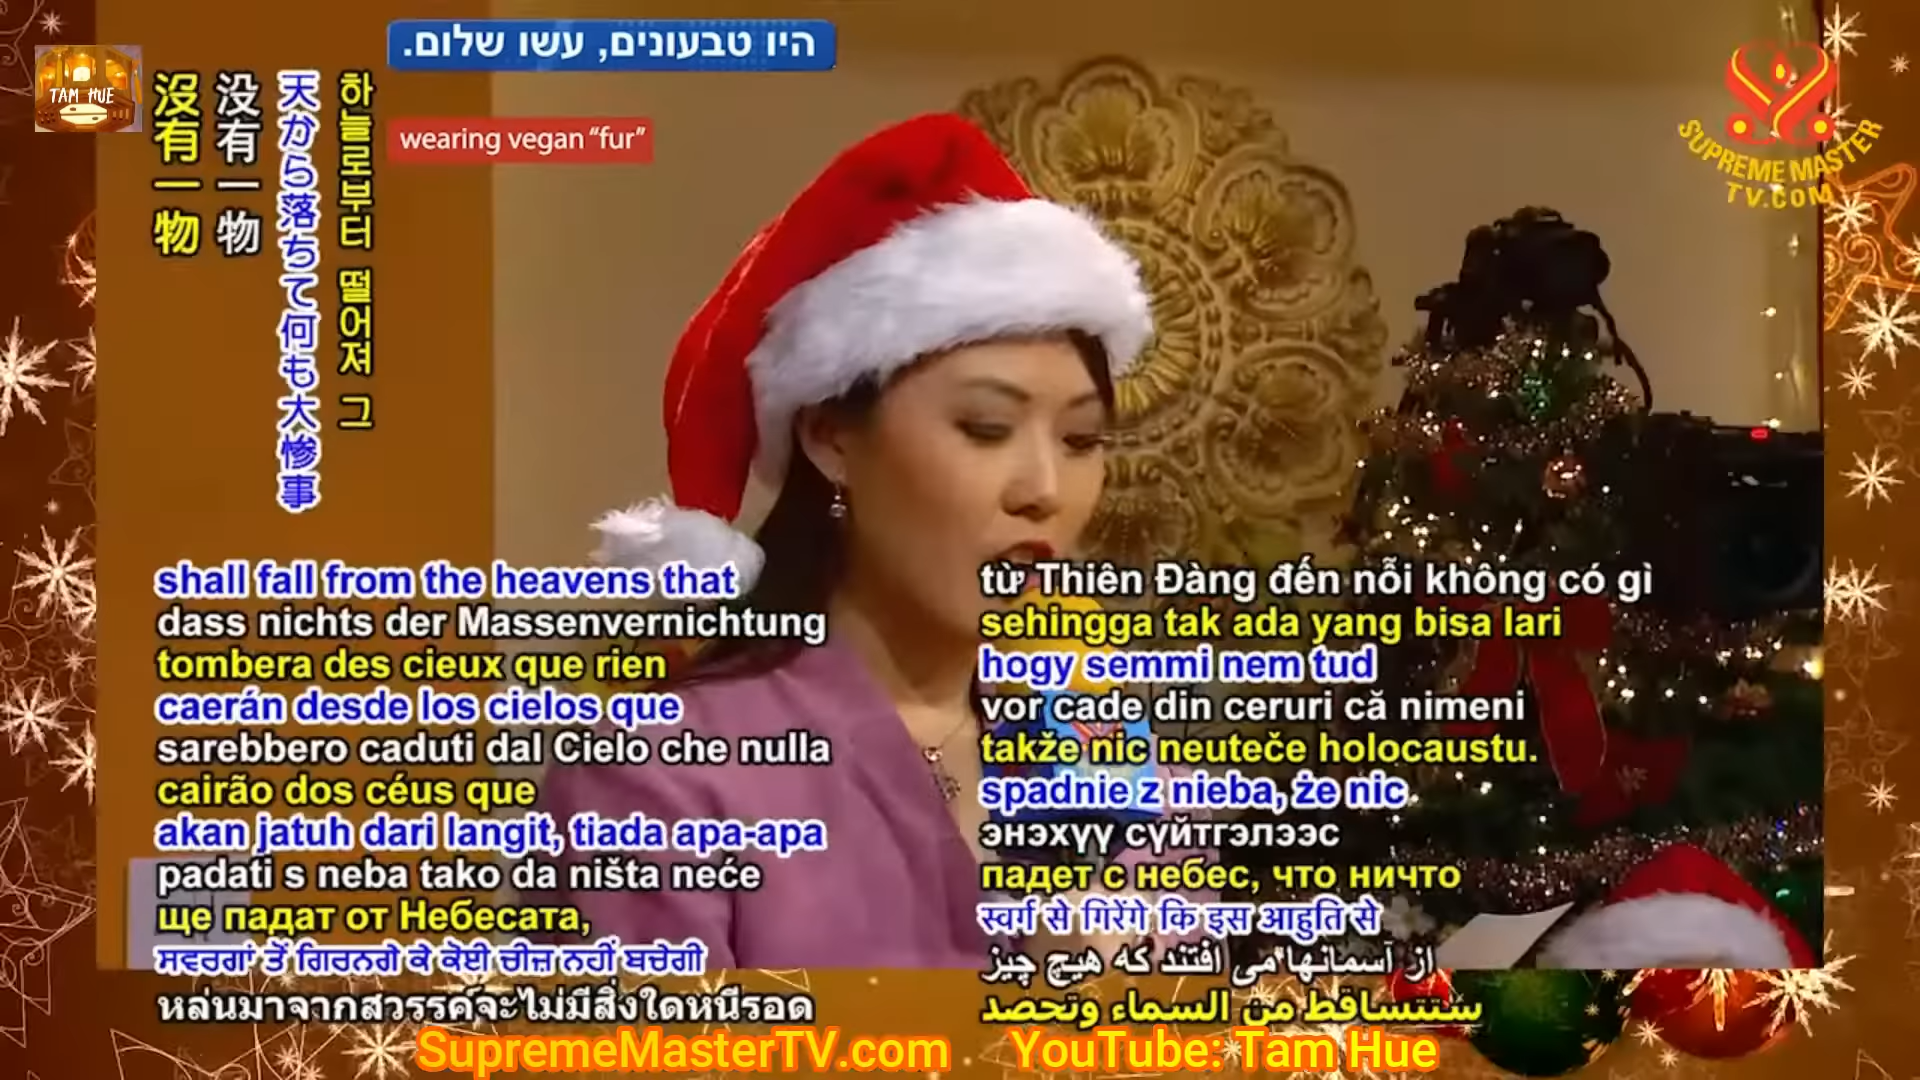 היו טבעונים, עשו שלום.
TAM HUE
SUPREME MASTER
TV.COM
wearing vegan “fur”
沒有一物
没有一物
天から落ちて何も大惨事
하늘로부터 떨어져 그
shall fall from the heavens that
dass nichts der Massenvernichtung
tombera des cieux que rien
caerán desde los cielos que
sarebbero caduti dal Cielo che nulla
cairão dos céus que
akan jatuh dari langit, tiada apa-apa
padati s neba tako da ništa neće
ще падат от Небесата,
ਸਵਰਗਾਂ ਤੋਂ ਗਿਰਨਗੇ ਕੇ ਕੋਈ ਚੀਜ਼ ਨਹੀਂ ਬਚੇਗੀ
หล่นมาจากสวรรค์จะไม่มีสิ่งใดหนีรอด
từ Thiên Đàng đến nỗi không có gì
sehingga tak ada yang bisa lari
hogy semmi nem tud
vor cade din ceruri că nimeni
takže nic neuteče holocaustu.
spadnie z nieba, że nic
энэхүү сүйтгэлээс
падет с небес, что ничто
स्वर्ग से गिरेंगे कि इस आहुति से
از آسمانها می افتند که هیچ چیز
ستتساقط من السماء وتحصد
SupremeMasterTV.com
YouTube: Tam Hue